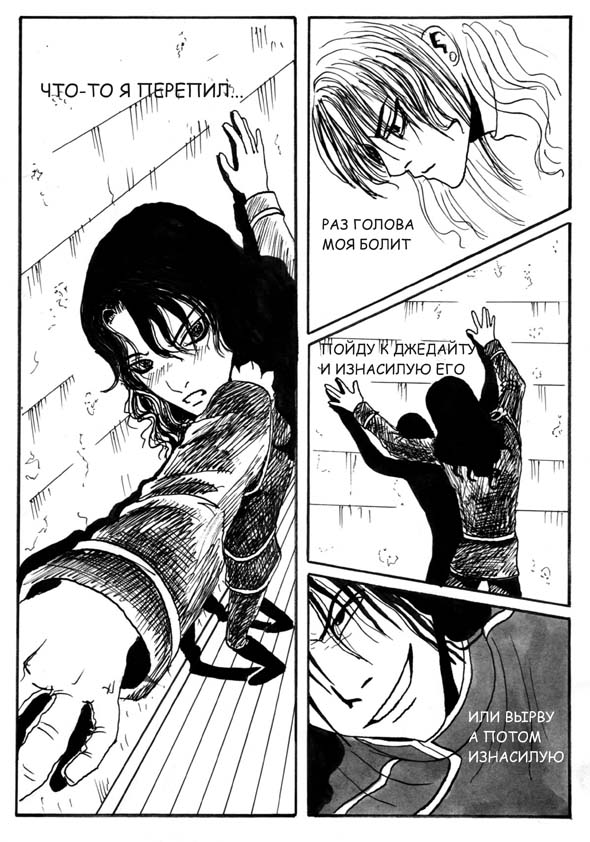 ЧТО-ТО Я ПЕРЕПИЛ...
РАЗ ГОЛОВА
МОЯ БОЛИТ
ПОЙДУ К ДЖЕДАЙТУ
И ИЗНАСИЛУЮ ЕГО
ИЛИ ВЫРВУ
А ПОТОМ
ИЗНАСИЛУЮ